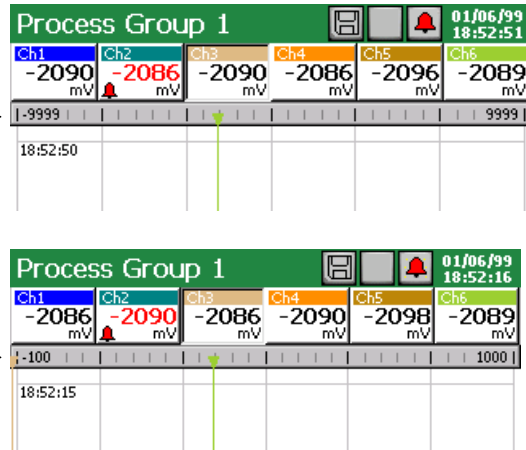 Process Group 1
01/06/99
18:52:51
Ch1 Ch2 Ch3 Ch4 Ch5 Ch6
-2090 -2086 -2090 -2086 -2096 -2089
mV mV mV mV mV mV
-9999 9999
18:52:50
Process Group 1
01/06/99
18:52:16
Ch1 Ch2 Ch3 Ch4 Ch5 Ch6
-2086 -2090 -2086 -2090 -2098 -2089
mV mV mV mV mV mV
-100 1000
18:52:15